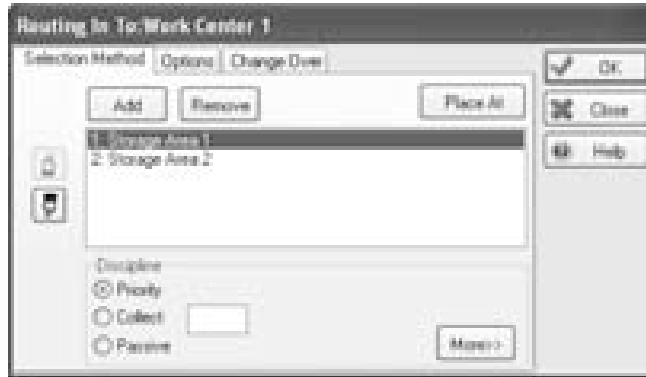 Routing In To: Work Center 1
Selection Method Options Change Over
Add Remove Place At
1: Storage Area 1
2: Storage Area 2
Discipline
Priority
Collect
Passive
More>>
OK
Close
Help